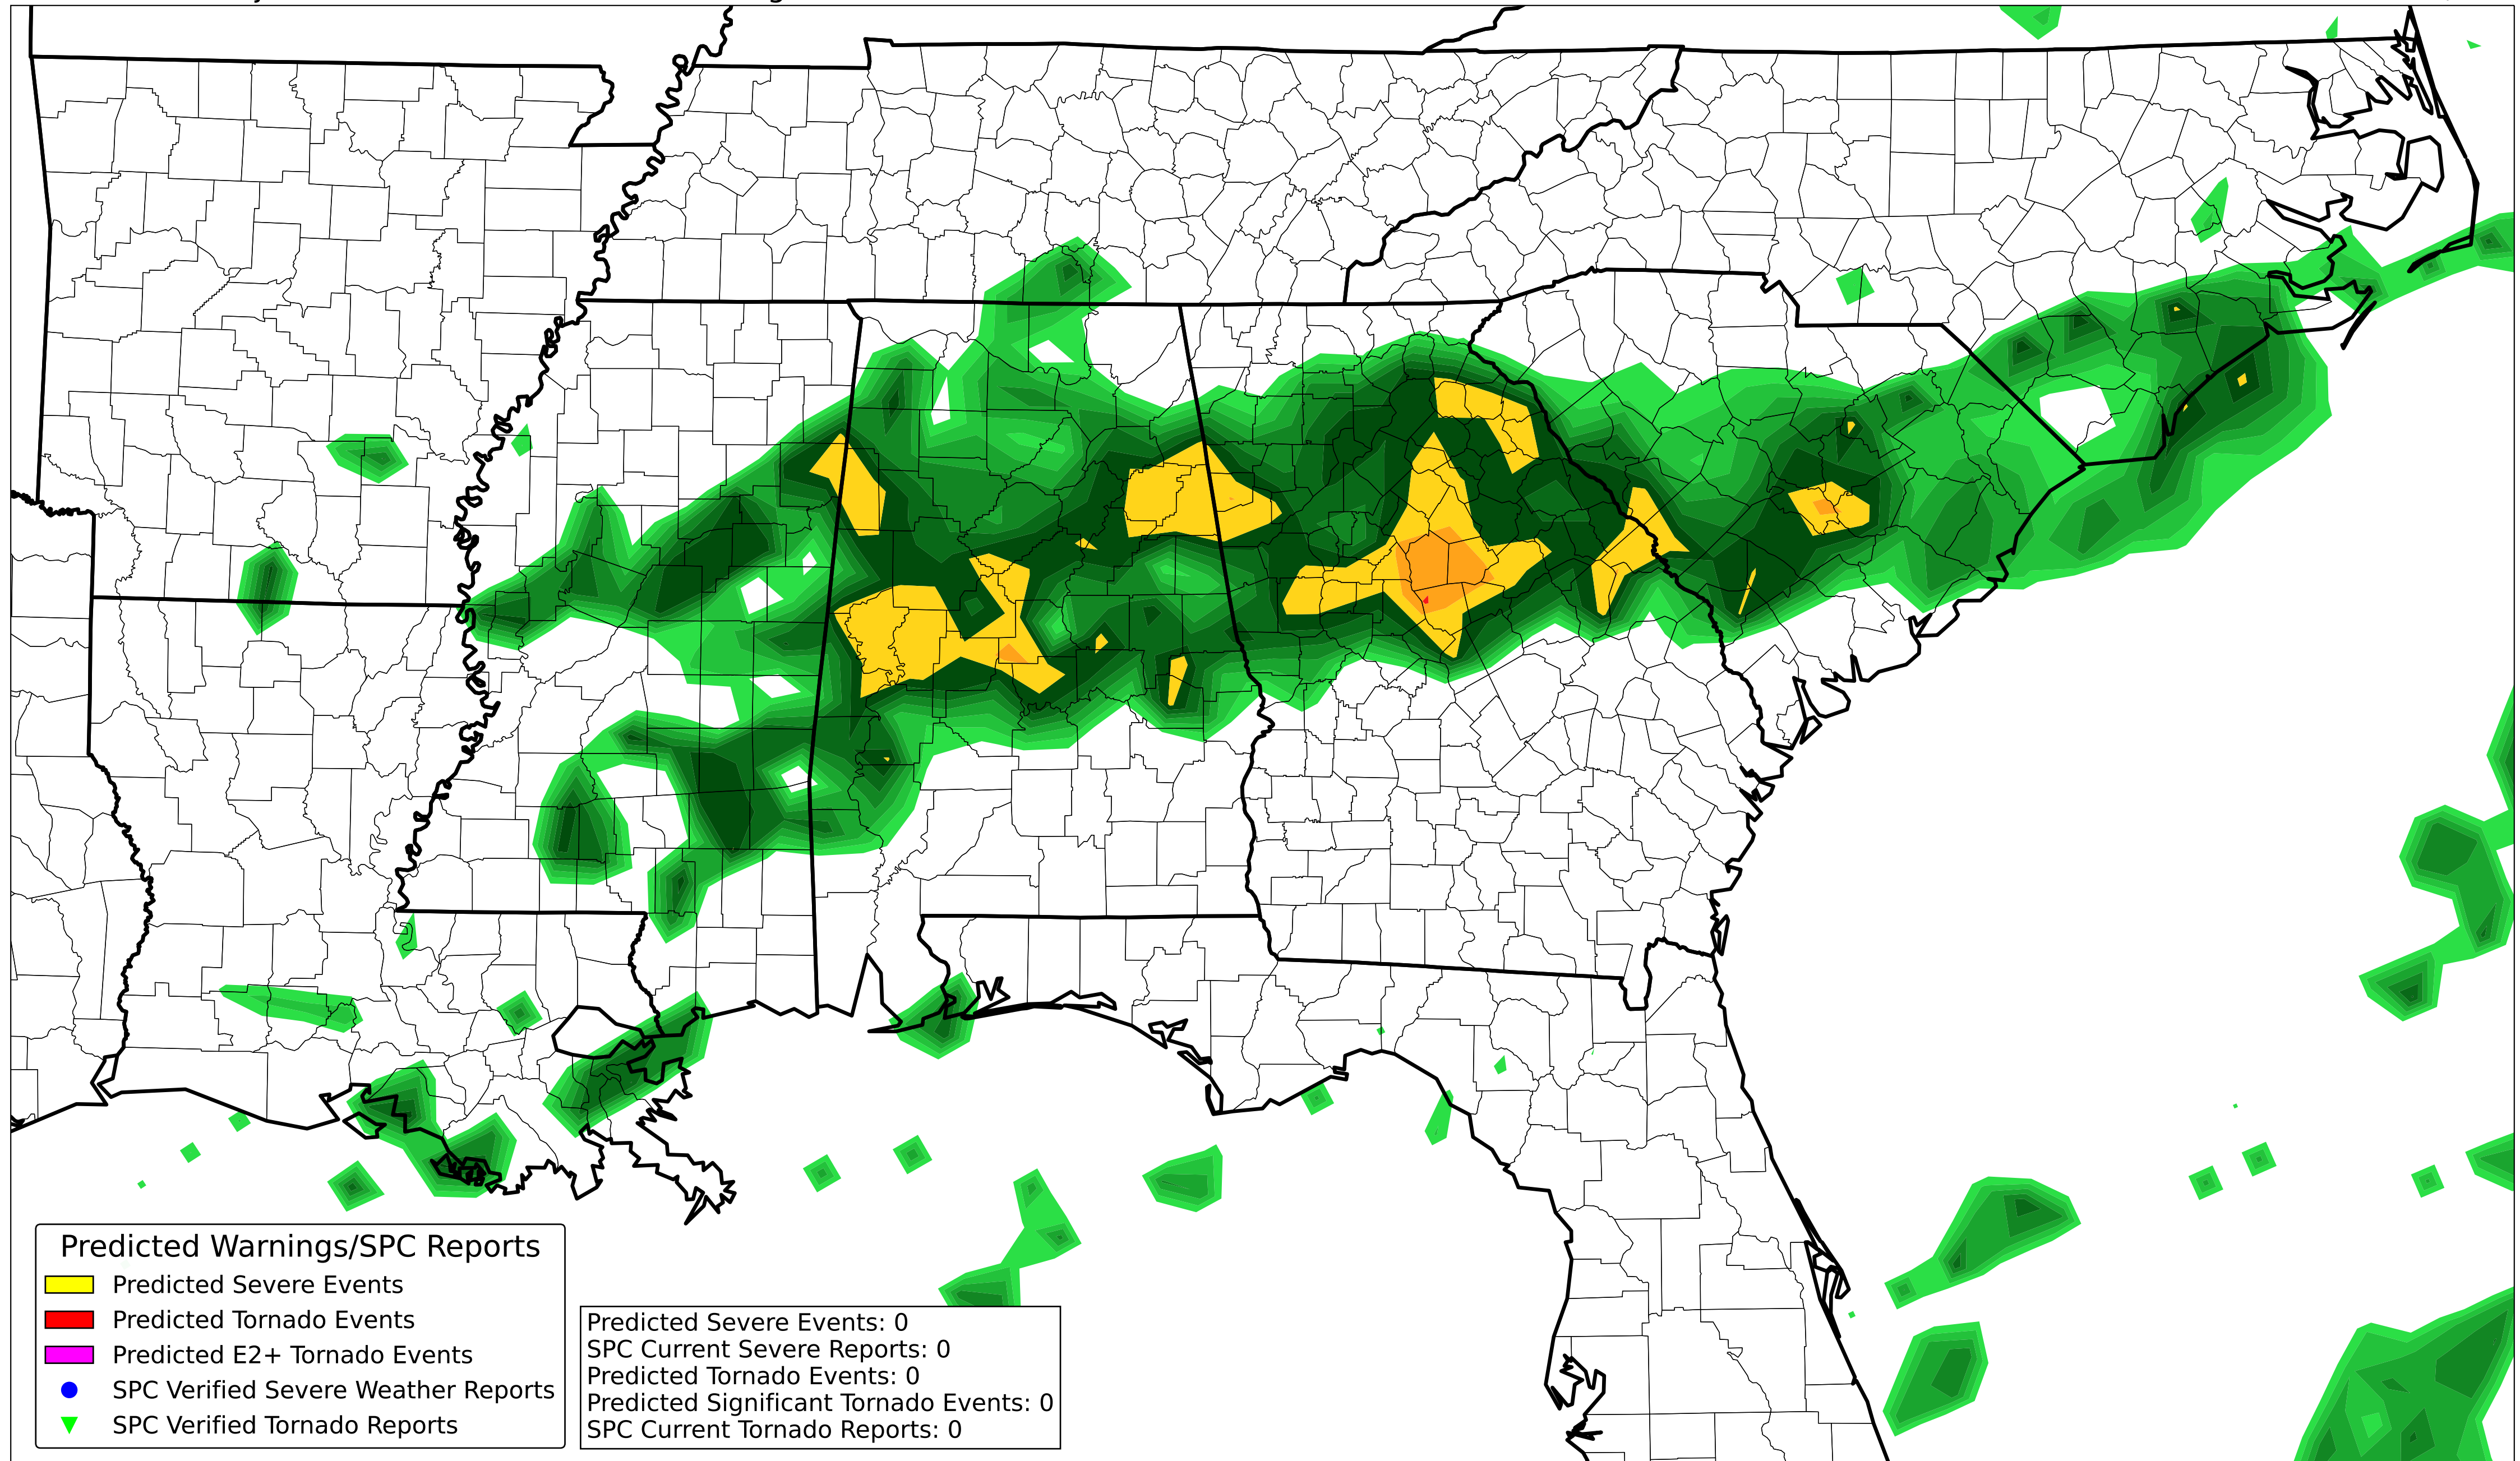 Predicted Warnings/SPC Reports
Predicted Severe Events
Predicted Tornado Events
Predicted E2+ Tornado Events
SPC Verified Severe Weather Reports
SPC Verified Tornado Reports
Predicted Severe Events: 0
SPC Current Severe Reports: 0
Predicted Tornado Events: 0
Predicted Significant Tornado Events: 0
SPC Current Tornado Reports: 0